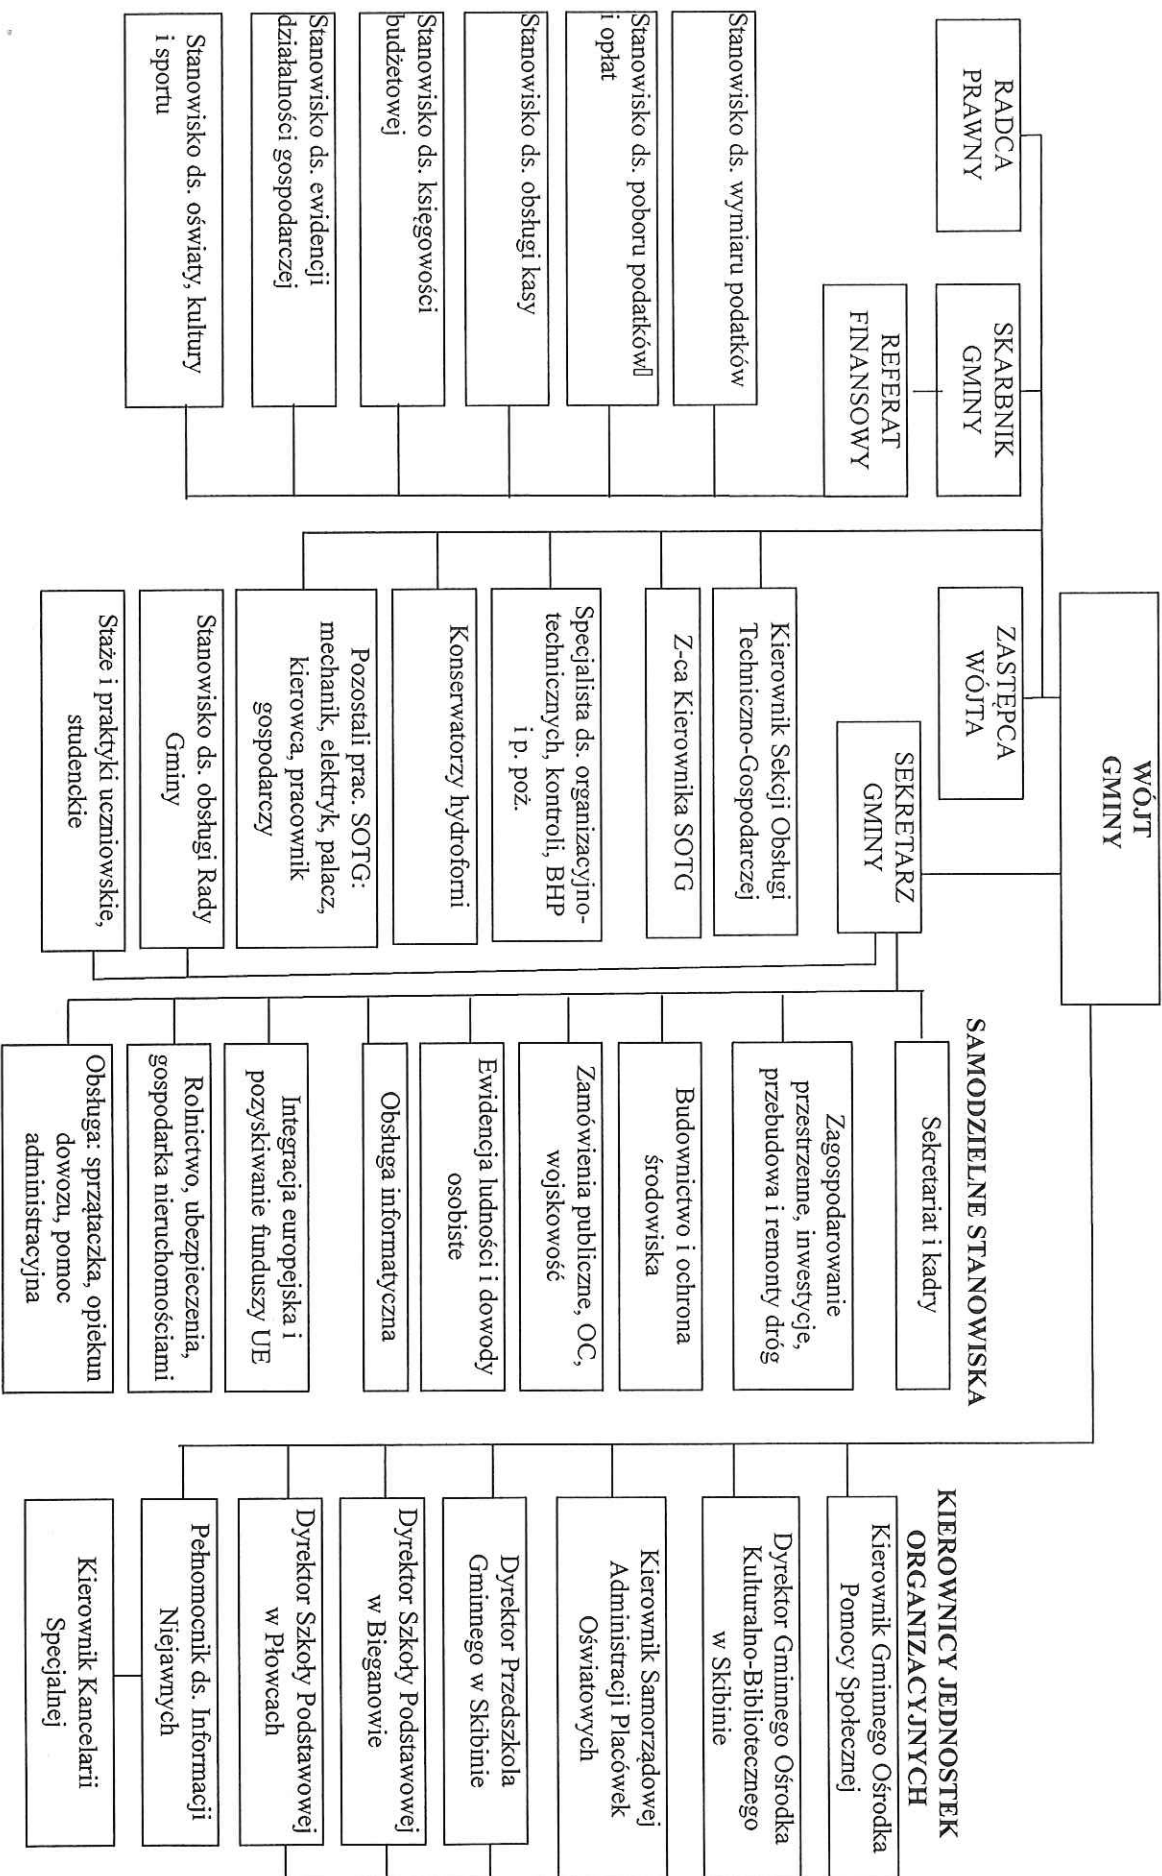 WÓJT
GMINY
RADCA
PRAWNY
SKARBNIK
GMINY
ZASTĘPCA
WÓJTA
REFERAT
FINANSOWY
SEKRETARZ
GMINY
Stanowisko ds. wymiaru podatków
Stanowisko ds. poboru podatków
i opłat
Stanowisko ds. obsługi kasy
Stanowisko ds. księgowości
budżetowej
Stanowisko ds. ewidencji
działalności gospodarczej
Stanowisko ds. oświaty, kultury
i sportu
Kierownik Sekcji Obsługi
Techniczno-Gospodarczej
Z-ca Kierownika SOTG
Specjalista ds. organizacyjno-
technicznych, kontroli, BHP
i p. poż.
Konserwatorzy hydroforni
Pozostali prac. SOTG:
mechanik, elektryk, palacz,
kierowca, pracownik
gospodarczy
Stanowisko ds. obsługi Rady
Gminy
Staże i praktyki uczniowskie,
studenckie
SAMODZIELNE STANOWISKA
Sekretariat i kadry
Zagospodarowanie
przestrzenne, inwestycje,
przebudowa i remonty dróg
Budownictwo i ochrona
środowiska
Zamówienia publiczne, OC,
wojskowość
Ewidencja ludności i dowody
osobiste
Obsługa informatyczna
Integracja europejska i
pozyskiwanie funduszy UE
Rolnictwo, ubezpieczenia,
gospodarka nieruchomościami
Obsługa: sprzątaczka, opiekun
dowozu, pomoc
administracyjna
KIEROWNICY JEDNOSTEK
ORGANIZACYJNYCH
Kierownik Gminnego Ośrodka
Pomocy Społecznej
Dyrektor Gminnego Ośrodka
Kulturalno-Bibliotecznego
w Skibinie
Kierownik Samorządowej
Administracji Placówek
Oświatowych
Dyrektor Przedszkola
Gminnego w Skibinie
Dyrektor Szkoły Podstawowej
w Bieganowie
Dyrektor Szkoły Podstawowej
w Płowcach
Pełnomocnik ds. Informacji
Niejawnych
Kierownik Kancelarii
Specjalnej